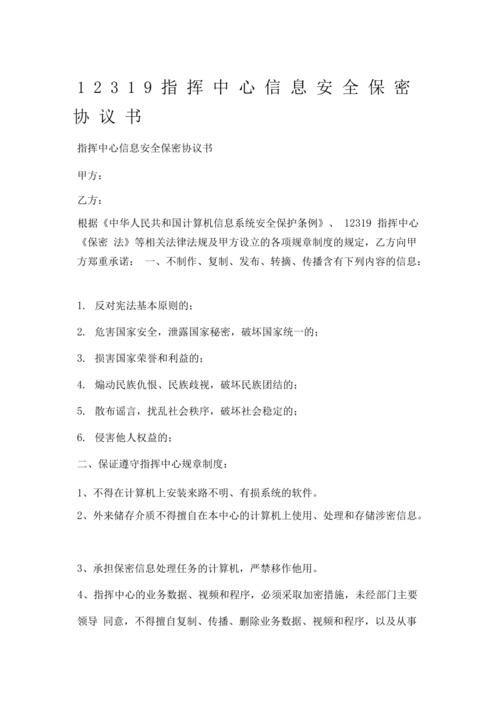 12319指挥中心信息安全保密
协议书
指挥中心信息安全保密协议书
甲方：
乙方：
根据《中华人民共和国计算机信息系统安全保护条例》、 12319 指挥中心
《保密 法》等相关法律法规及甲方设立的各项规章制度的规定，乙方向甲
方郑重承诺： 一、不制作、复制、发布、转摘、传播含有下列内容的信息：
1. 反对宪法基本原则的；
2. 危害国家安全，泄露国家秘密，破坏国家统一的；
3. 损害国家荣誉和利益的；
4. 煽动民族仇恨、民族歧视，破坏民族团结的；
5. 散布谣言，扰乱社会秩序，破坏社会稳定的；
6. 侵害他人权益的；
二、保证遵守指挥中心规章制度：
1、不得在计算机上安装来路不明、有损系统的软件。
2、外来储存介质不得擅自在本中心的计算机上使用、处理和存储涉密信息。
3、承担保密信息处理任务的计算机，严禁移作他用。
4、指挥中心的业务数据、视频和程序，必须采取加密措施，未经部门主要
领导 同意，不得擅自复制、传播、删除业务数据、视频和程序，以及从事